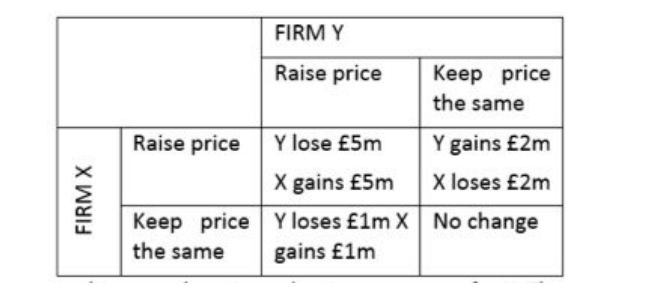 FIRM Y
Raise price
Keep price
the same
FIRM X
Raise price
Y lose £5m
X gains £5m
Y gains £2m
X loses £2m
Keep price
the same
Y loses £1m X
gains £1m
No change